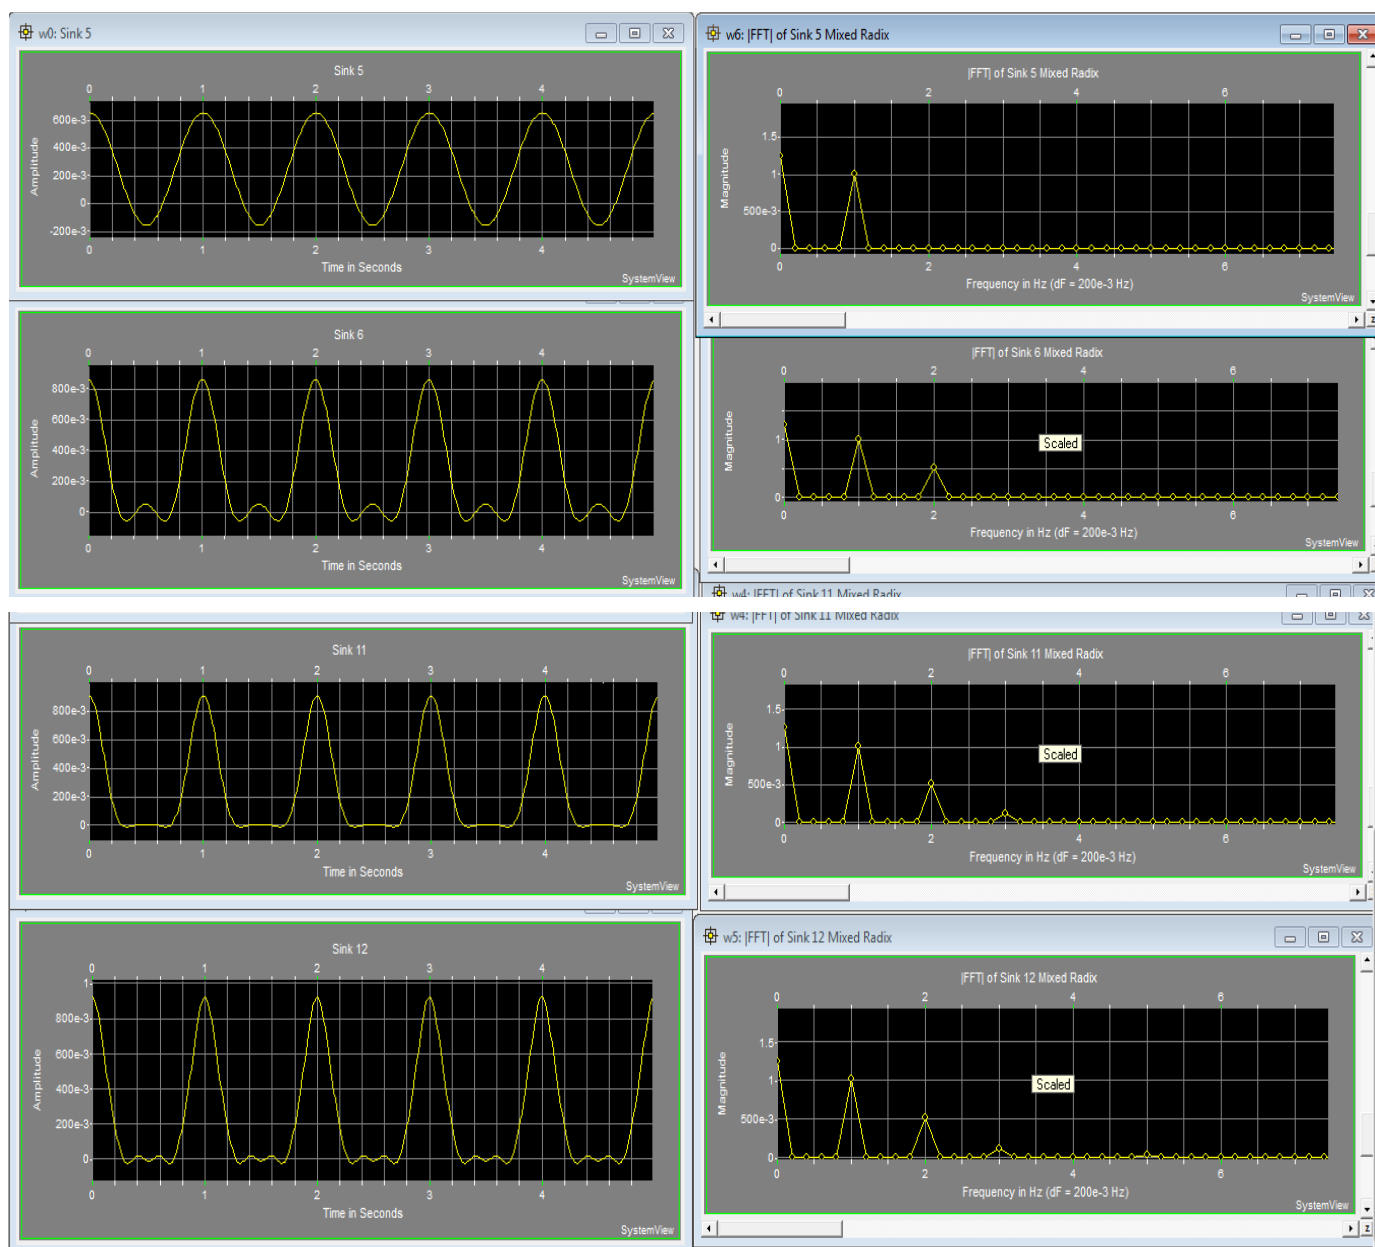 w0: Sink 5
Sink 5
0 1 2 3 4
600e-3
400e-3
200e-3
0
-200e-3
Amplitude
0 1 2 3 4
Time in Seconds
SystemView
w6: |FFT| of Sink 5 Mixed Radix
|FFT| of Sink 5 Mixed Radix
0 2 4 6
1.5
1
500e-3
0
Magnitude
0 2 4 6
Frequency in Hz (dF = 200e-3 Hz)
SystemView
z
Sink 6
0 1 2 3 4
800e-3
600e-3
400e-3
200e-3
0
Amplitude
0 1 2 3 4
Time in Seconds
SystemView
|FFT| of Sink 6 Mixed Radix
0 2 4 6
1
0
Magnitude
Scaled
0 2 4 6
Frequency in Hz (dF = 200e-3 Hz)
SystemView
w4: |FFT| of Sink 11 Mixed Radix
w4: |FFT| of Sink 11 Mixed Radix
Sink 11
0 1 2 3 4
800e-3
600e-3
400e-3
200e-3
0
Amplitude
0 1 2 3 4
Time in Seconds
SystemView
|FFT| of Sink 11 Mixed Radix
0 2 4 6
1.5
1
500e-3
0
Magnitude
Scaled
0 2 4 6
Frequency in Hz (dF = 200e-3 Hz)
SystemView
Sink 12
0 1 2 3 4
1
800e-3
600e-3
400e-3
200e-3
0
Amplitude
0 1 2 3 4
Time in Seconds
SystemView
w5: |FFT| of Sink 12 Mixed Radix
|FFT| of Sink 12 Mixed Radix
0 2 4 6
1.5
1
500e-3
0
Magnitude
Scaled
0 2 4 6
Frequency in Hz (dF = 200e-3 Hz)
SystemView
z